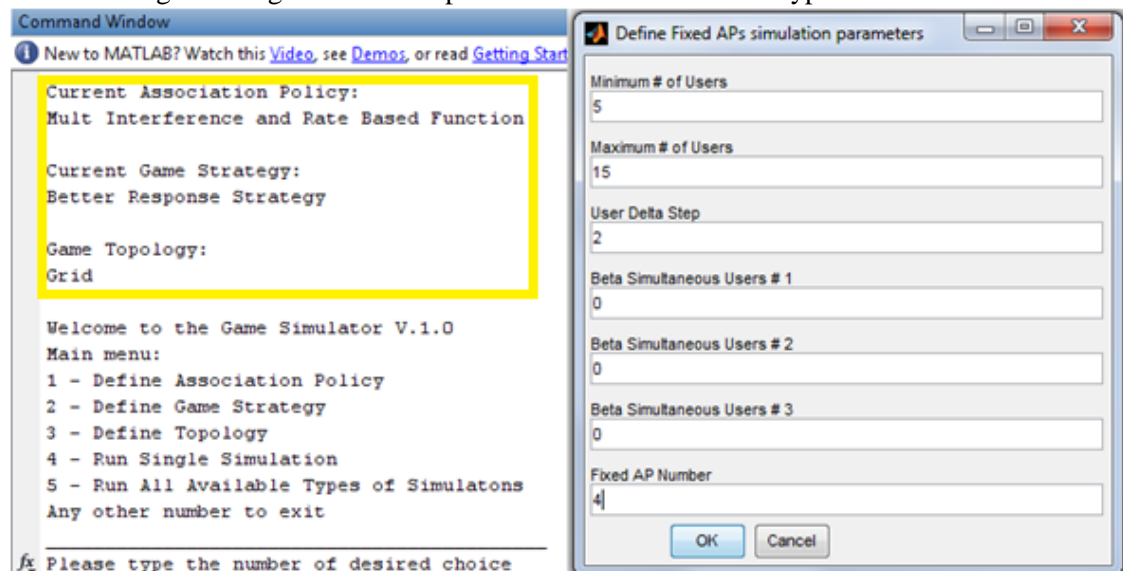 Command Window
New to MATLAB? Watch this Video, see Demos, or read Getting Start
Current Association Policy:
Mult Interference and Rate Based Function
Current Game Strategy:
Better Response Strategy
Game Topology:
Grid
Welcome to the Game Simulator V.1.0
Main menu:
1 - Define Association Policy
2 - Define Game Strategy
3 - Define Topology
4 - Run Single Simulation
5 - Run All Available Types of Simulatons
Any other number to exit
fx Please type the number of desired choice
Define Fixed APs simulation parameters
Minimum # of Users
5
Maximum # of Users
15
User Delta Step
2
Beta Simultaneous Users # 1
0
Beta Simultaneous Users # 2
0
Beta Simultaneous Users # 3
0
Fixed AP Number
4
OK Cancel